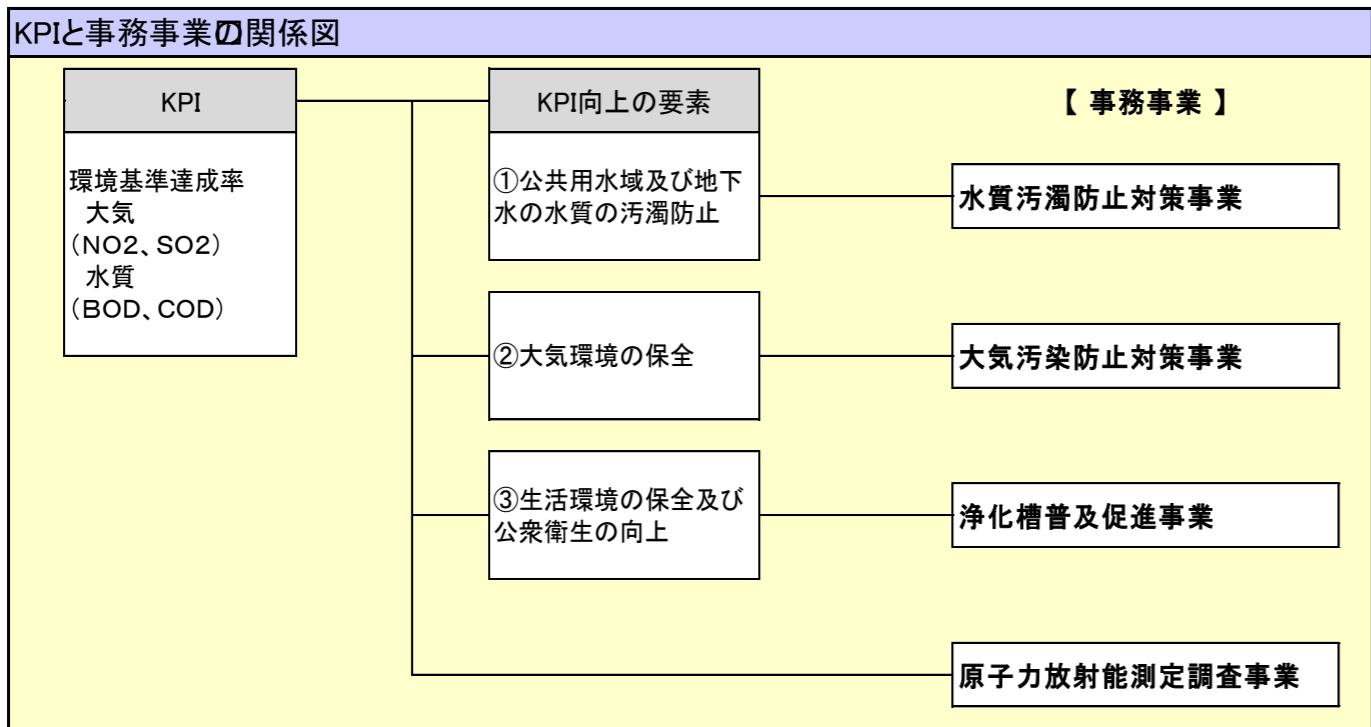 KPIと事務事業の関係図
KPI
KPI向上の要素
【 事務事業 】
環境基準達成率
大気
(NO2、SO2)
水質
(BOD、COD)
①公共用水域及び地下
水の水質の汚濁防止
水質汚濁防止対策事業
②大気環境の保全
大気汚染防止対策事業
③生活環境の保全及び
公衆衛生の向上
浄化槽普及促進事業
原子力放射能測定調査事業